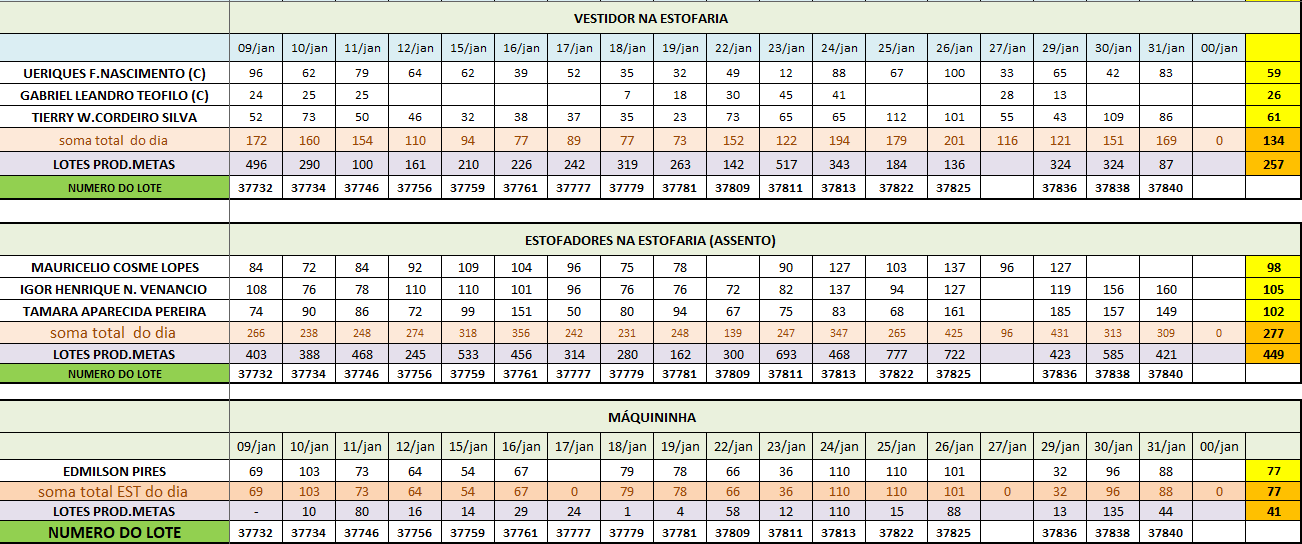 VESTIDOR NA ESTOFARIA
09/jan 10/jan 11/jan 12/jan 15/jan 16/jan 17/jan 18/jan 19/jan 22/jan 23/jan 24/jan 25/jan 26/jan 27/jan 29/jan 30/jan 31/jan 00/jan
UERIQUES F.NASCIMENTO (C) 96 62 79 64 62 39 52 35 32 49 12 88 67 100 33 65 42 83 59
GABRIEL LEANDRO TEOFILO (C) 24 25 25 7 18 30 45 41 28 13 26
TIERRY W.CORDEIRO SILVA 52 73 50 46 32 38 37 35 23 73 65 65 112 101 55 43 109 86 61
soma total do dia 172 160 154 110 94 77 89 77 73 152 122 194 179 201 116 121 151 169 0 134
LOTES PROD.METAS 496 290 100 161 210 226 242 319 263 142 517 343 184 136 324 324 87 257
NUMERO DO LOTE 37732 37734 37746 37756 37759 37761 37777 37779 37781 37809 37811 37813 37822 37825 37836 37838 37840
ESTOFADORES NA ESTOFARIA (ASSENTO)
MAURICELIO COSME LOPES 84 72 84 92 109 104 96 75 78 90 127 103 137 96 127 98
IGOR HENRIQUE N. VENANCIO 108 76 78 110 110 101 96 76 76 72 82 137 94 127 119 156 160 105
TAMARA APARECIDA PEREIRA 74 90 86 72 99 151 50 80 94 67 75 83 68 161 185 157 149 102
soma total do dia 266 238 248 274 318 356 242 231 248 139 247 347 265 425 96 431 313 309 0 277
LOTES PROD.METAS 403 388 468 245 533 456 314 280 162 300 693 468 777 722 423 585 421 449
NUMERO DO LOTE 37732 37734 37746 37756 37759 37761 37777 37779 37781 37809 37811 37813 37822 37825 37836 37838 37840
MÁQUININHA
09/jan 10/jan 11/jan 12/jan 15/jan 16/jan 17/jan 18/jan 19/jan 22/jan 23/jan 24/jan 25/jan 26/jan 27/jan 29/jan 30/jan 31/jan 00/jan
EDMILSON PIRES 69 103 73 64 54 67 79 78 66 36 110 110 101 32 96 88 77
soma total EST do dia 69 103 73 64 54 67 0 79 78 66 36 110 110 101 0 32 96 88 0 77
LOTES PROD.METAS - 10 80 16 14 29 24 1 4 58 12 110 15 88 13 135 44 41
NUMERO DO LOTE 37732 37734 37746 37756 37759 37761 37777 37779 37781 37809 37811 37813 37822 37825 37836 37838 37840